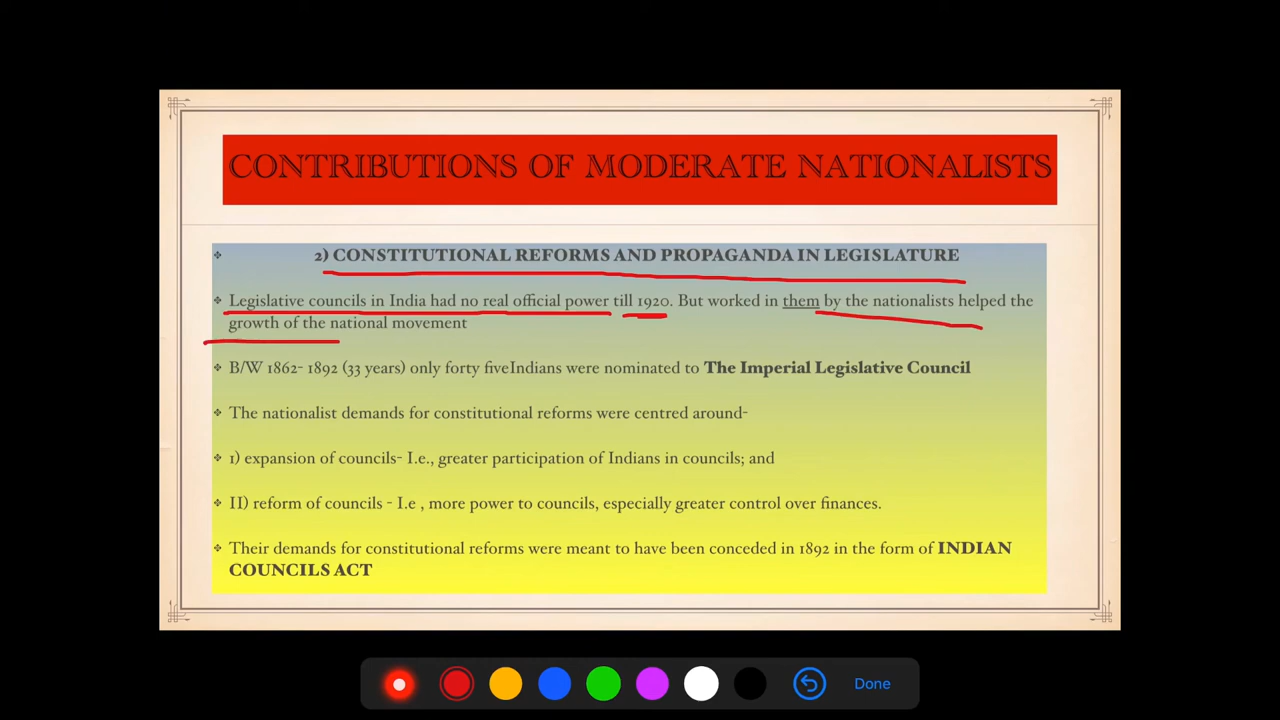 CONTRIBUTIONS OF MODERATE NATIONALISTS
2) CONSTITUTIONAL REFORMS AND PROPAGANDA IN LEGISLATURE
Legislative councils in India had no real official power till 1920. But worked in them by the nationalists helped the
growth of the national movement
B/W 1862- 1892 (33 years) only forty fiveIndians were nominated to The Imperial Legislative Council
The nationalist demands for constitutional reforms were centred around-
1) expansion of councils- I.e., greater participation of Indians in councils; and
II) reform of councils - I.e , more power to councils, especially greater control over finances.
Their demands for constitutional reforms were meant to have been conceded in 1892 in the form of INDIAN
COUNCILS ACT
Done